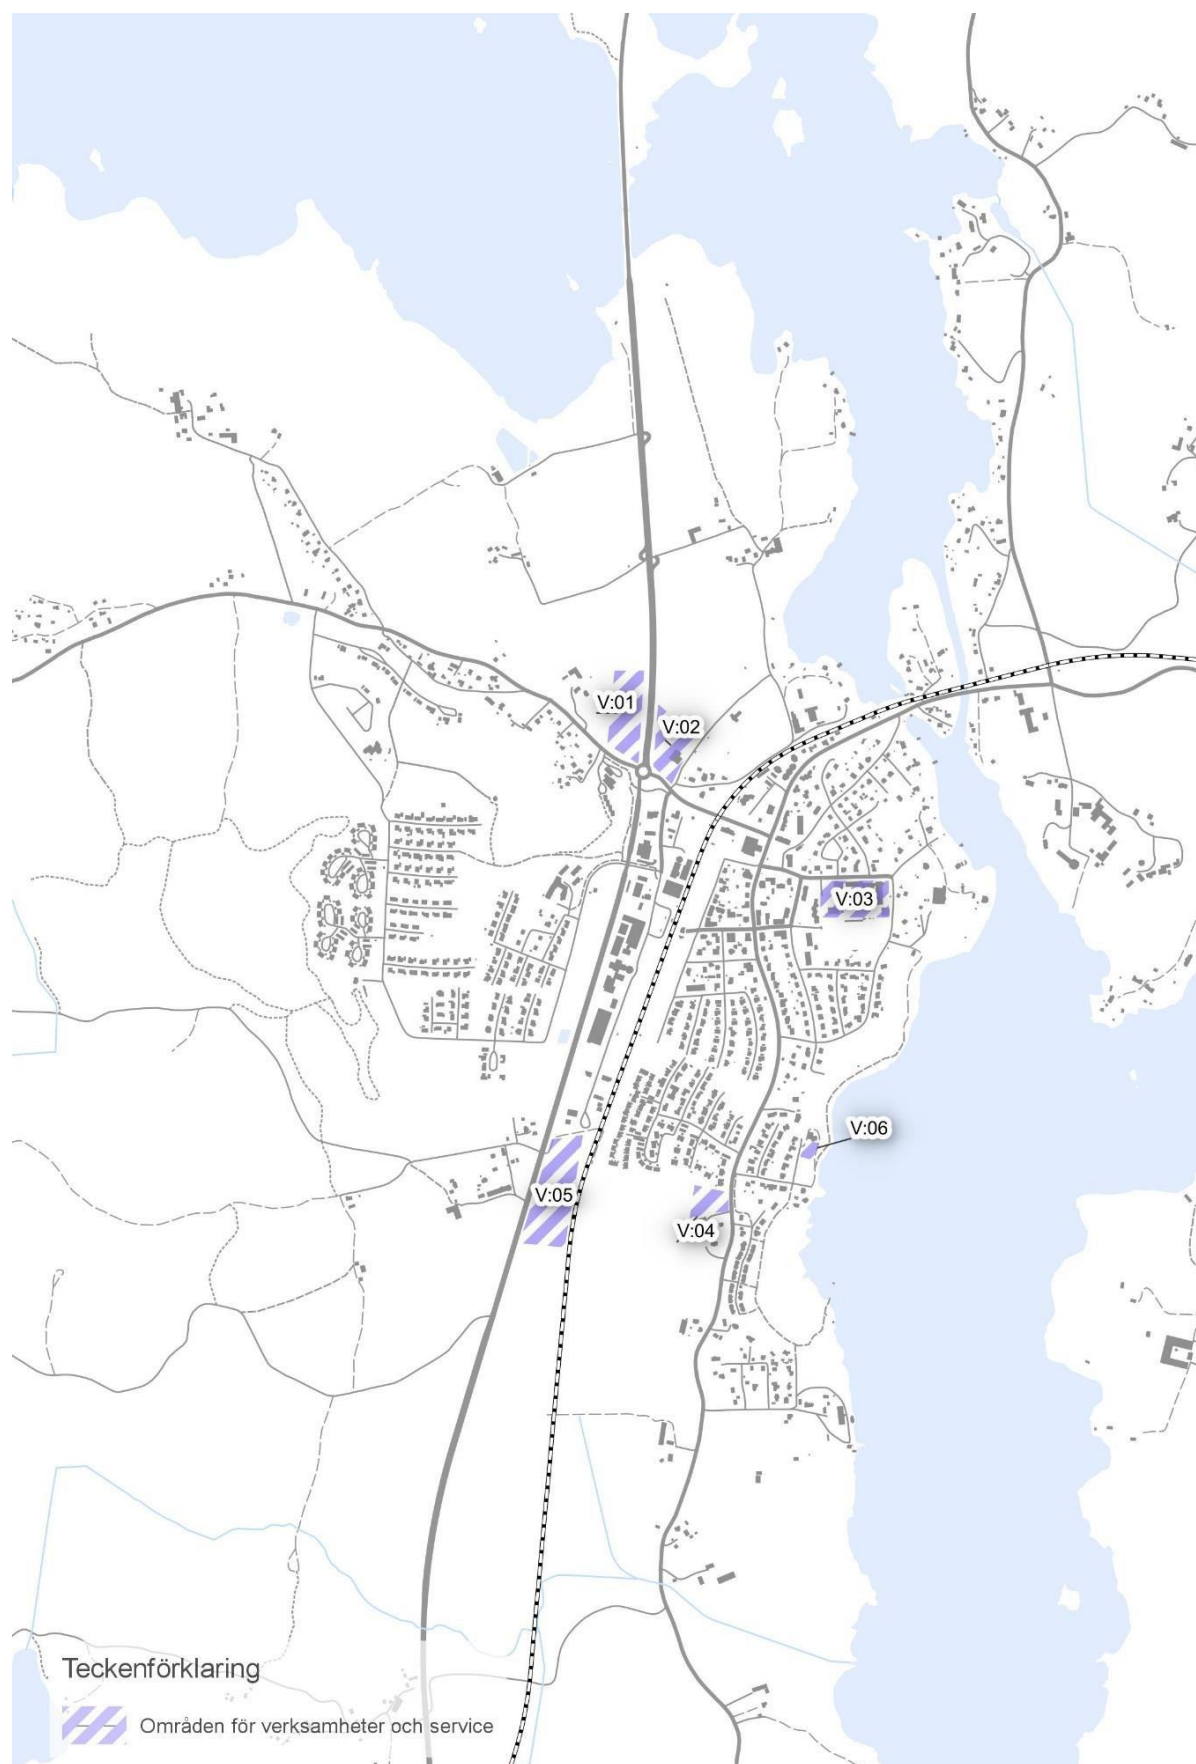 V:01
V:02
V:03
V:06
V:05
V:04
Teckenförklaring
Områden för verksamheter och service